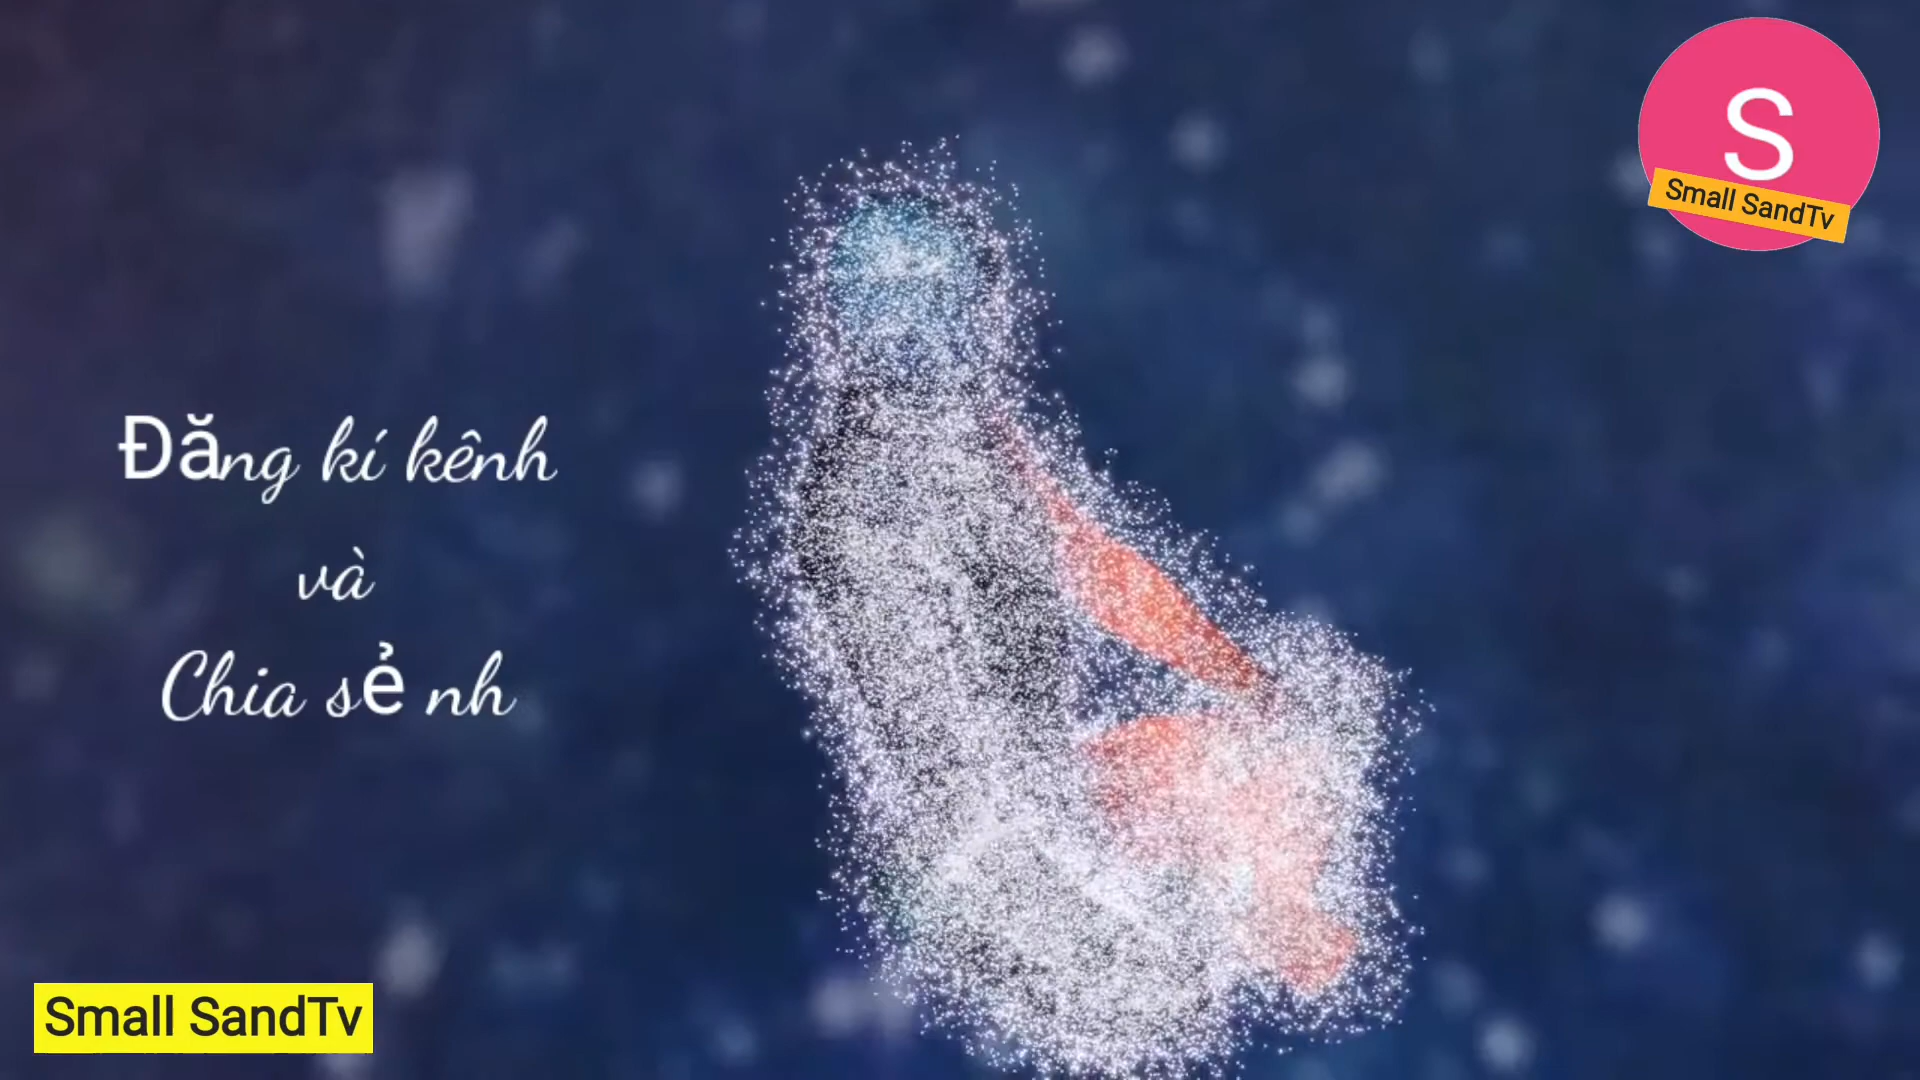 S
Small SandTv
Đăng kí kênh
và
Chia sẻ nh
Small SandTv